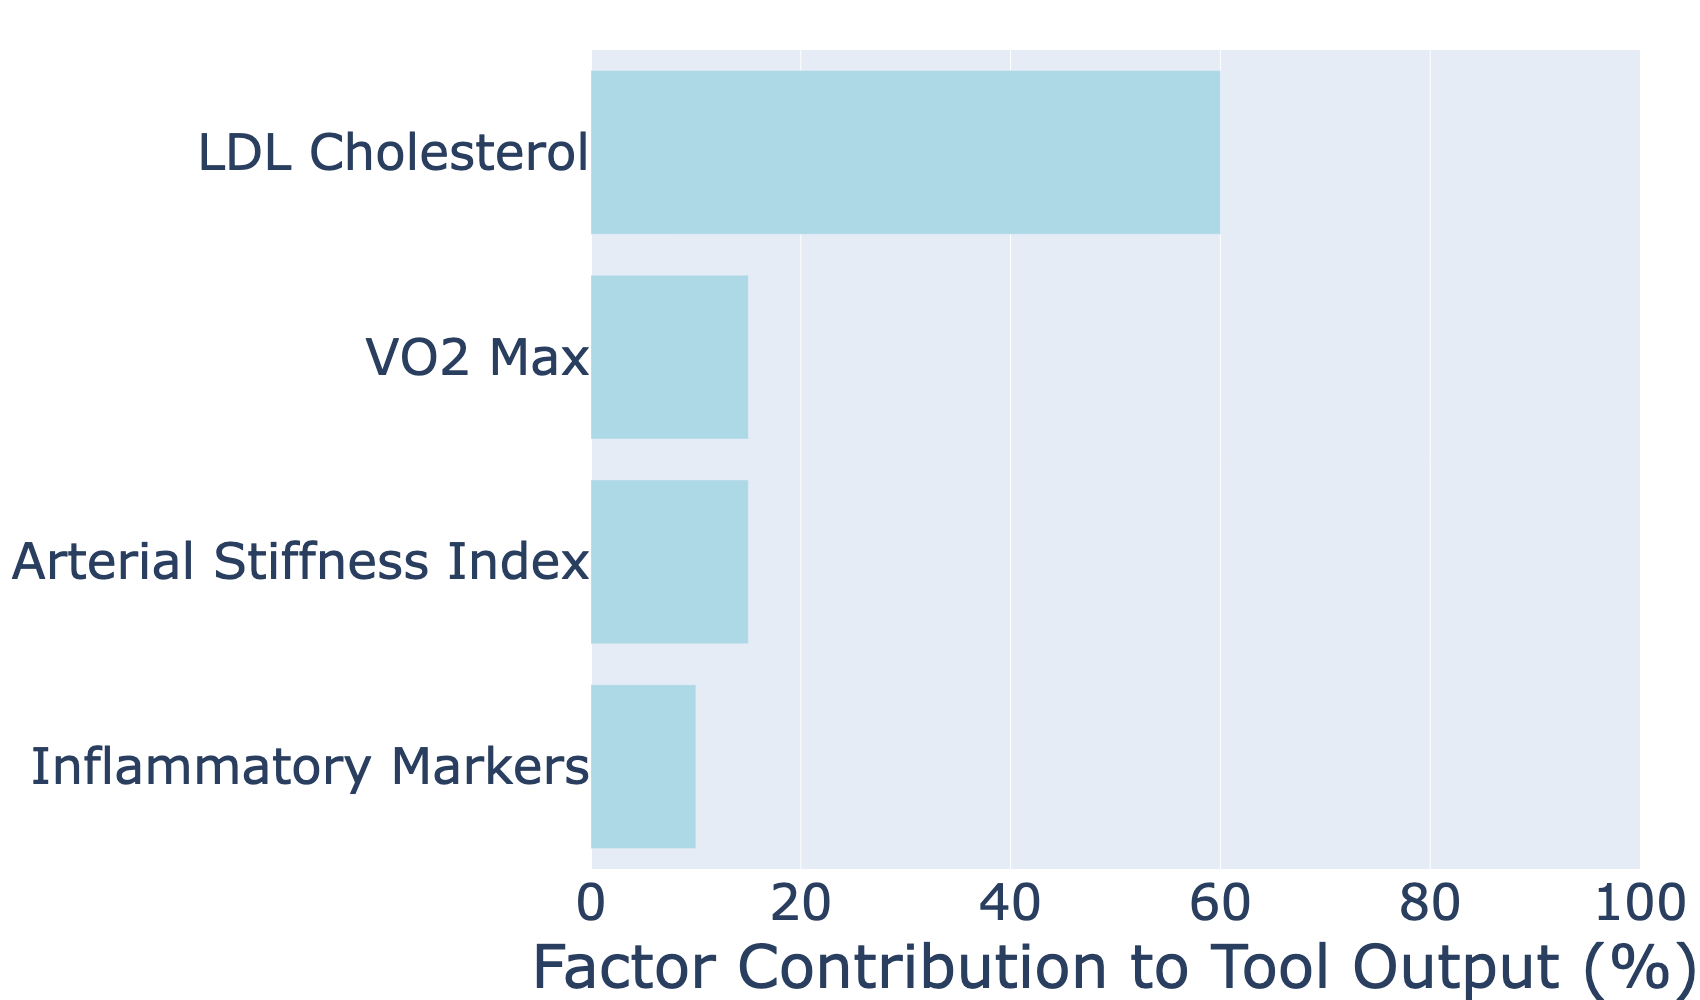 LDL Cholesterol
VO2 Max
Arterial Stiffness Index
Inflammatory Markers
0 20 40 60 80 100
Factor Contribution to Tool Output (%)